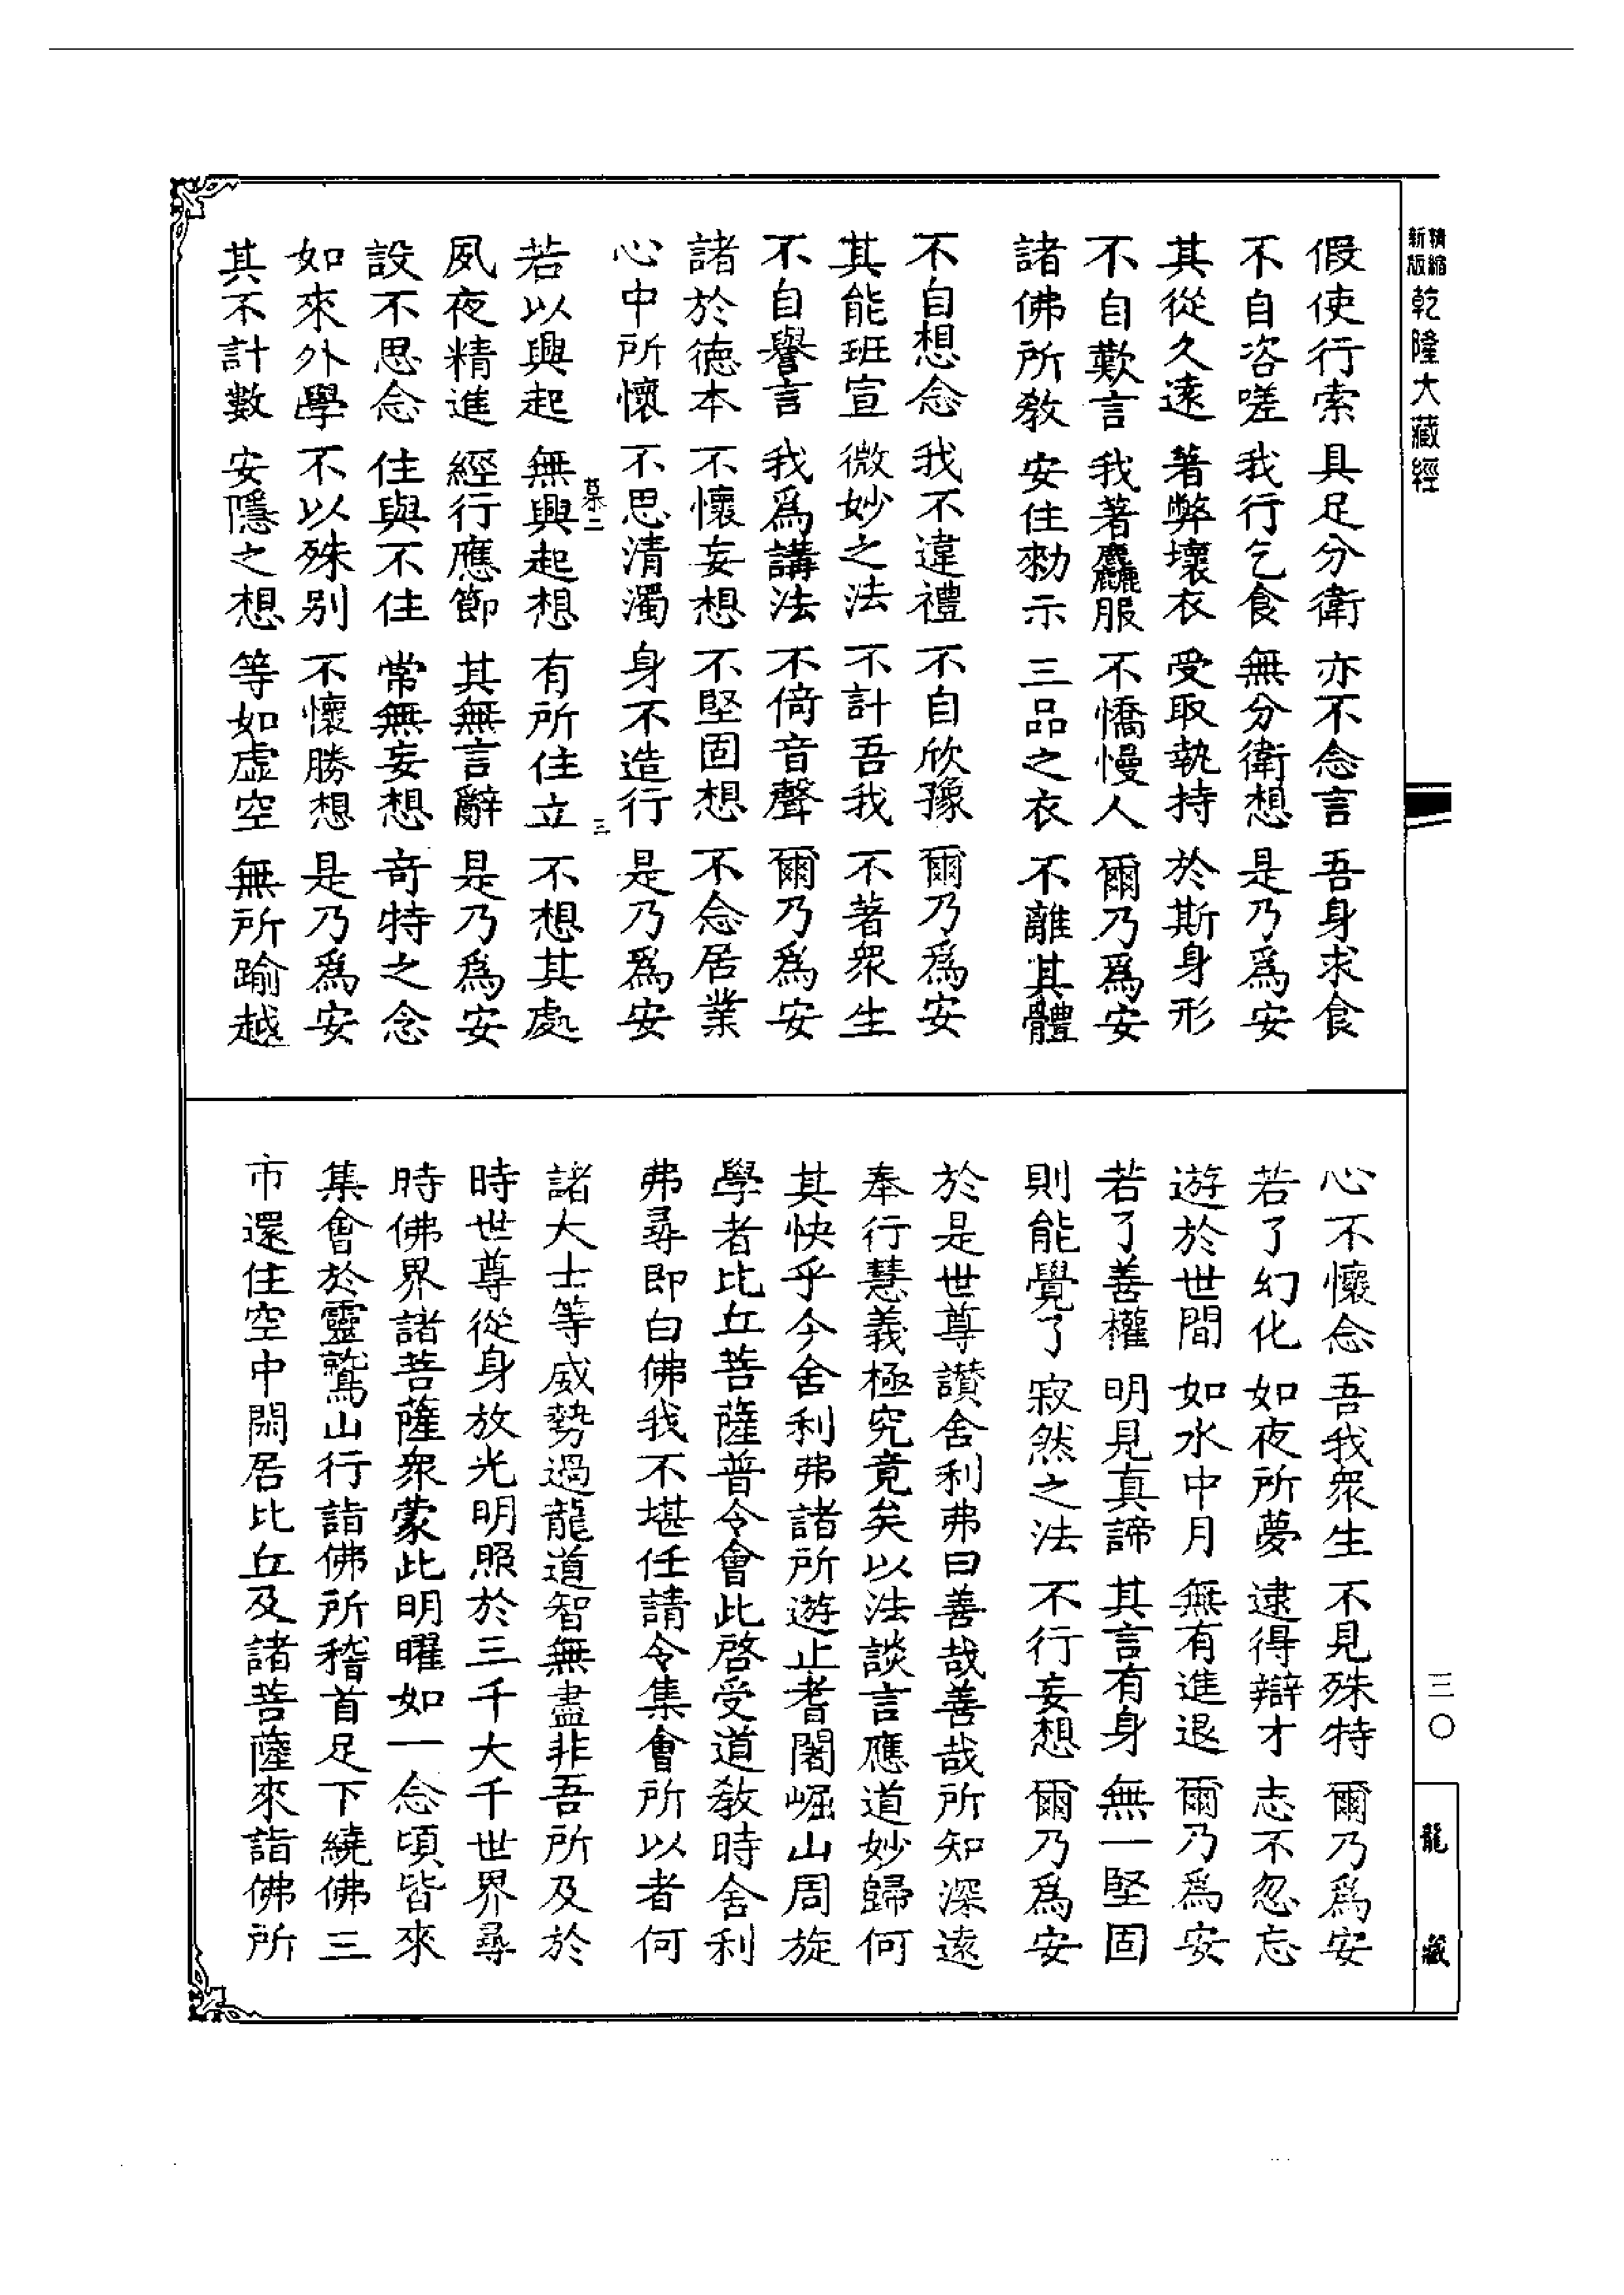 精縮新版乾隆大藏經
假使行索 具足分衛 亦不念言 吾身求食
不自咨嗟 我行乞食 無分衛想 是乃爲安
其從久遠 著弊壞衣 受取執持 於斯身形
不自歎言 我著麤服 不憍慢人 爾乃爲安
諸佛所教 安住勑示 三品之衣 不離其體
不自想念 我不違禮 不自欣豫 爾乃爲安
其能班宣 微妙之法 不計吾我 不著衆生
不自譽言 我爲講法 不倚音聲 爾乃爲安
諸於德本 不懷妄想 不堅固想 不念居業
心中所懷 不思清濁 身不造行 是乃爲安
慕二 三
若以興起 無興起想 有所住立 不想其處
夙夜精進 經行應節 其無言辭 是乃爲安
設不思念 住與不住 常無妄想 奇特之念
如來外學 不以殊别 不懷勝想 是乃爲安
其不計數 安隱之想 等如虛空 無所踰越
心不懷念 吾我衆生 不見殊特 爾乃爲安
若了幻化 如夜所夢 逮得辯才 志不忽忘
遊於世間 如水中月 無有進退 爾乃爲安
若了善權 明見真諦 其言有身 無一堅固
則能覺了 寂然之法 不行妄想 爾乃爲安
於是世尊讃舍利弗曰善哉善哉所知深遠
奉行慧義極究竟矣以法談言應道妙歸何
其快乎今舍利弗諸所遊止耆闍崛山周旋
學者比丘菩薩普令會此啓受道教時舍利
弗尋即白佛我不堪任請令集會所以者何
諸大士等威勢過龍道智無盡非吾所及於
時世尊從身放光明照於三千大千世界尋
時佛界諸菩薩衆蒙此明曜如一念頃皆來
集會於靈鷲山行詣佛所稽首足下繞佛三
帀還住空中閑居比丘及諸菩薩來詣佛所
三〇
龍藏